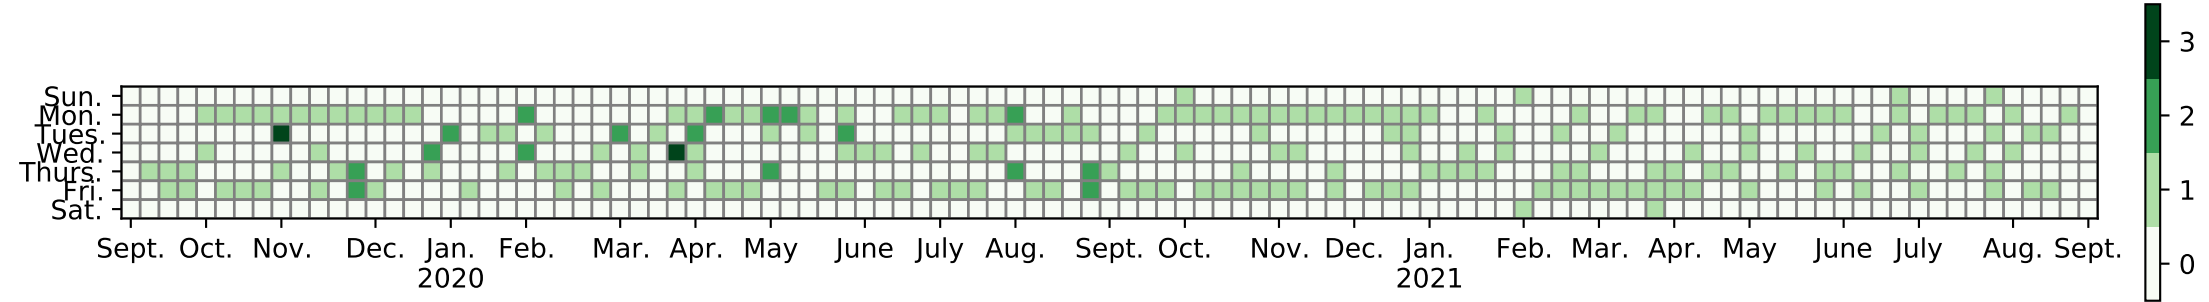 Sun.
Mon.
Tues.
Wed.
Thurs.
Fri.
Sat.
Sept. Oct. Nov. Dec. Jan. Feb. Mar. Apr. May June July Aug. Sept. Oct. Nov. Dec. Jan. Feb. Mar. Apr. May June July Aug. Sept.
2020 2021
3
2
1
0